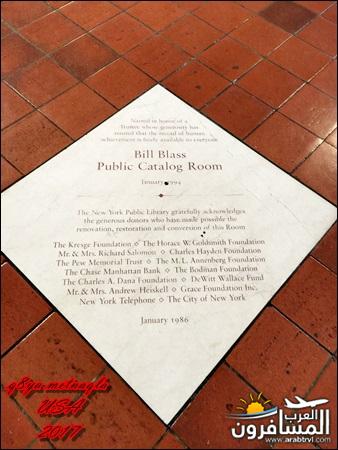 Named in honor of a
Trustee whose generosity has
insured that the record of human
achievement is freely available to everyone
Bill Blass
Public Catalog Room
January 1994
The New York Public Library gratefully acknowledges
the generous donors who have made possible the
renovation, restoration and conversion of this Room
The Kresge Foundation ◇ The Horace W. Goldsmith Foundation
Mr. & Mrs. Richard Salomon ◇ Charles Hayden Foundation
The Pew Memorial Trust ◇ The M.L. Annenberg Foundation
The Chase Manhattan Bank ◇ The Bodman Foundation
The Charles A. Dana Foundation ◇ DeWitt Wallace Fund
Mr. & Mrs. Andrew Heiskell ◇ Grace Foundation Inc.
New York Telephone ◇ The City of New York
January 1986
USA
2017
العرب
المسافرون
www.arabtrvl.com